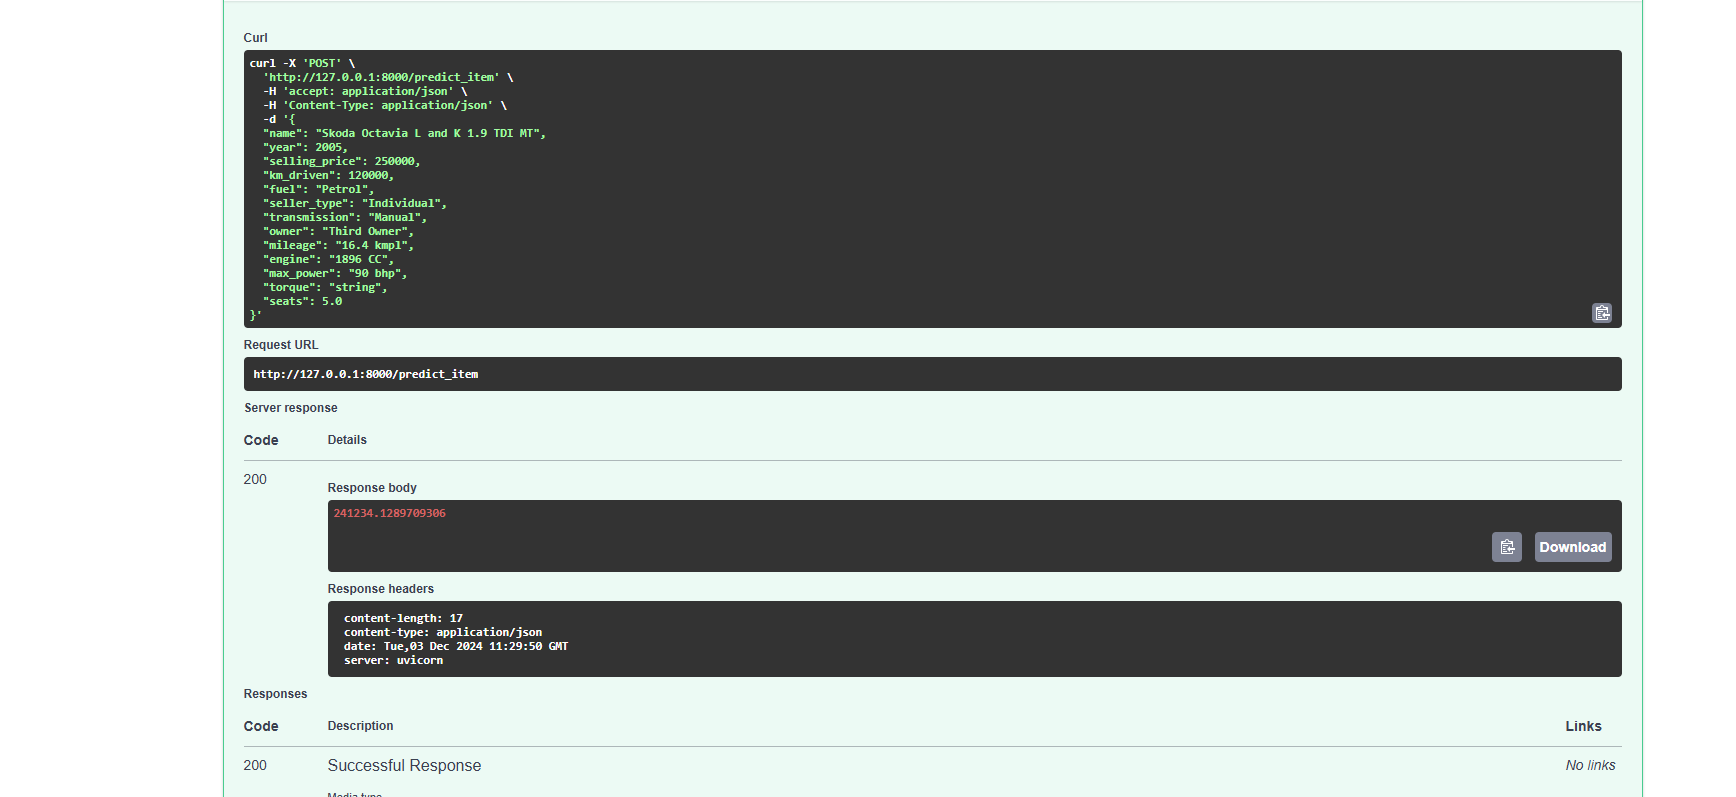 Curl
curl -X 'POST' \
'http://127.0.0.1:8000/predict_item' \
-H 'accept: application/json' \
-H 'Content-Type: application/json' \
-d '{
"name": "Skoda Octavia L and K 1.9 TDI MT",
"year": 2005,
"selling_price": 250000,
"km_driven": 120000,
"fuel": "Petrol",
"seller_type": "Individual",
"transmission": "Manual",
"owner": "Third Owner",
"mileage": "16.4 kmpl",
"engine": "1896 CC",
"max_power": "90 bhp",
"torque": "string",
"seats": 5.0
}'
Request URL
http://127.0.0.1:8000/predict_item
Server response
Code Details
200
Response body
241234.1289709306
Download
Response headers
content-length: 17
content-type: application/json
date: Tue,03 Dec 2024 11:29:50 GMT
server: uvicorn
Responses
Code Description Links
200 Successful Response No links
Media type